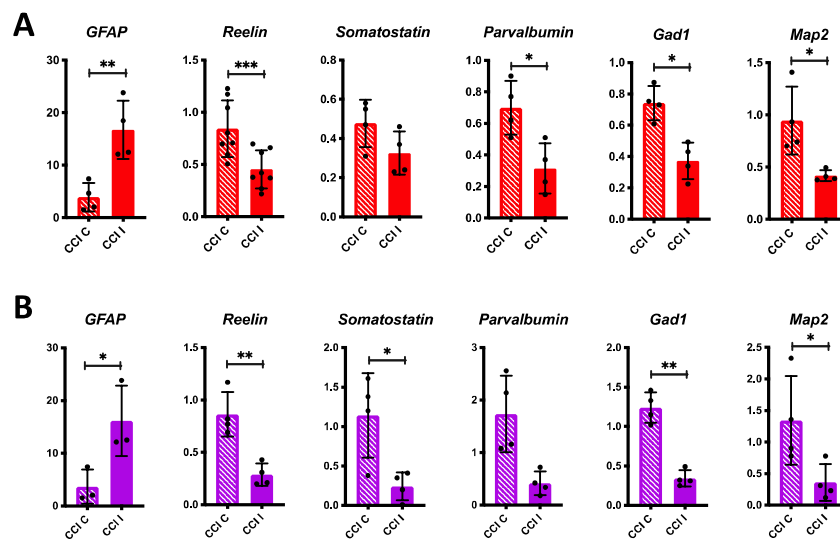 A
GFAP Reelin Somatostatin Parvalbumin Gad1 Map2
** *** * * *
30 1.5 0.8 1.0 1.0 1.5
20 1.0 0.6 0.8 0.8 1.0
10 0.5 0.4 0.6 0.6 0.5
0 0.0 0.2 0.4 0.4 0.0
0.0 0.2 0.2
0.0 0.0
CCI C CCI I CCI C CCI I CCI C CCI I CCI C CCI I CCI C CCI I CCI C CCI I
B
GFAP Reelin Somatostatin Parvalbumin Gad1 Map2
* ** * ** *
30 1.5 2.0 3 2.0 2.5
20 1.0 1.5 2 1.5 2.0
10 0.5 1.0 1 1.0 1.5
0 0.0 0.5 0 0.5 1.0
0.0 0.0 0.5
0.0
CCI C CCI I CCI C CCI I CCI C CCI I CCI C CCI I CCI C CCI I CCI C CCI I